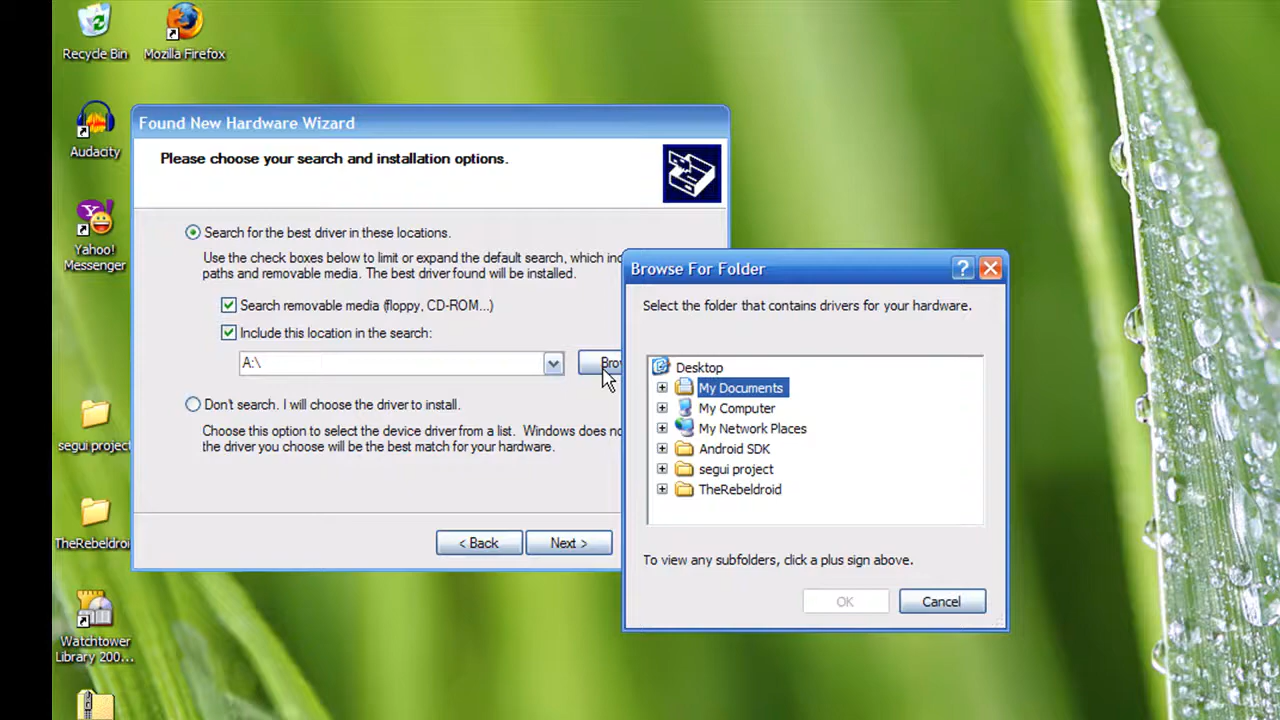 Recycle Bin
Mozilla Firefox
Audacity
Yahoo!
Messenger
segui project
TheRebeldroi
Watchtower
Library 200...
Found New Hardware Wizard
Please choose your search and installation options.
Search for the best driver in these locations.
Use the check boxes below to limit or expand the default search, which inc
paths and removable media. The best driver found will be installed.
Search removable media (floppy, CD-ROM...)
Include this location in the search:
A:\
Brow
Don't search. I will choose the driver to install.
Choose this option to select the device driver from a list. Windows does no
the driver you choose will be the best match for your hardware.
< Back
Next >
Browse For Folder
?
Select the folder that contains drivers for your hardware.
Desktop
My Documents
My Computer
My Network Places
Android SDK
segui project
TheRebeldroid
To view any subfolders, click a plus sign above.
OK
Cancel